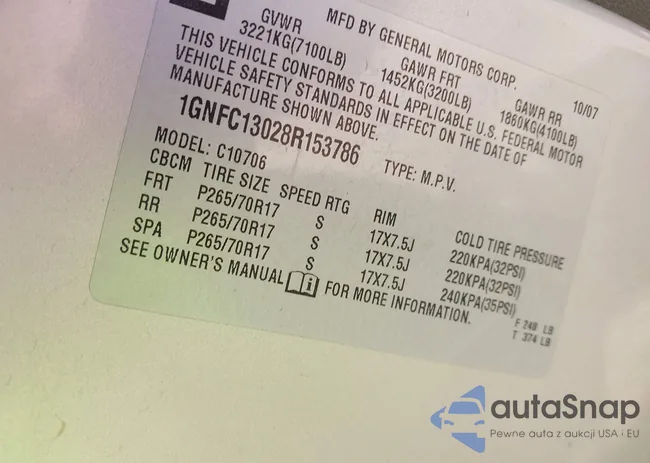 MFD BY GENERAL MOTORS CORP.
10/07
GVWR GAWR FRT GAWR RR
3221KG(7100LB) 1452KG(3200LB) 1860KG(4100LB)
THIS VEHICLE CONFORMS TO ALL APPLICABLE U.S. FEDERAL MOTOR
VEHICLE SAFETY STANDARDS IN EFFECT ON THE DATE OF
MANUFACTURE SHOWN ABOVE.
1GNFC13028R153786 TYPE: M.P.V.
MODEL: C10706
CBCM TIRE SIZE SPEED RTG RIM COLD TIRE PRESSURE
FRT P265/70R17 S 17X7.5J 220KPA(32PSI)
RR P265/70R17 S 17X7.5J 220KPA(32PSI)
SPA P265/70R17 S 17X7.5J 240KPA(35PSI)
SEE OWNER'S MANUAL i FOR MORE INFORMATION.
F 248 LB
T 374 LB
autaSnap
Pewne auta z aukcji USA i EU